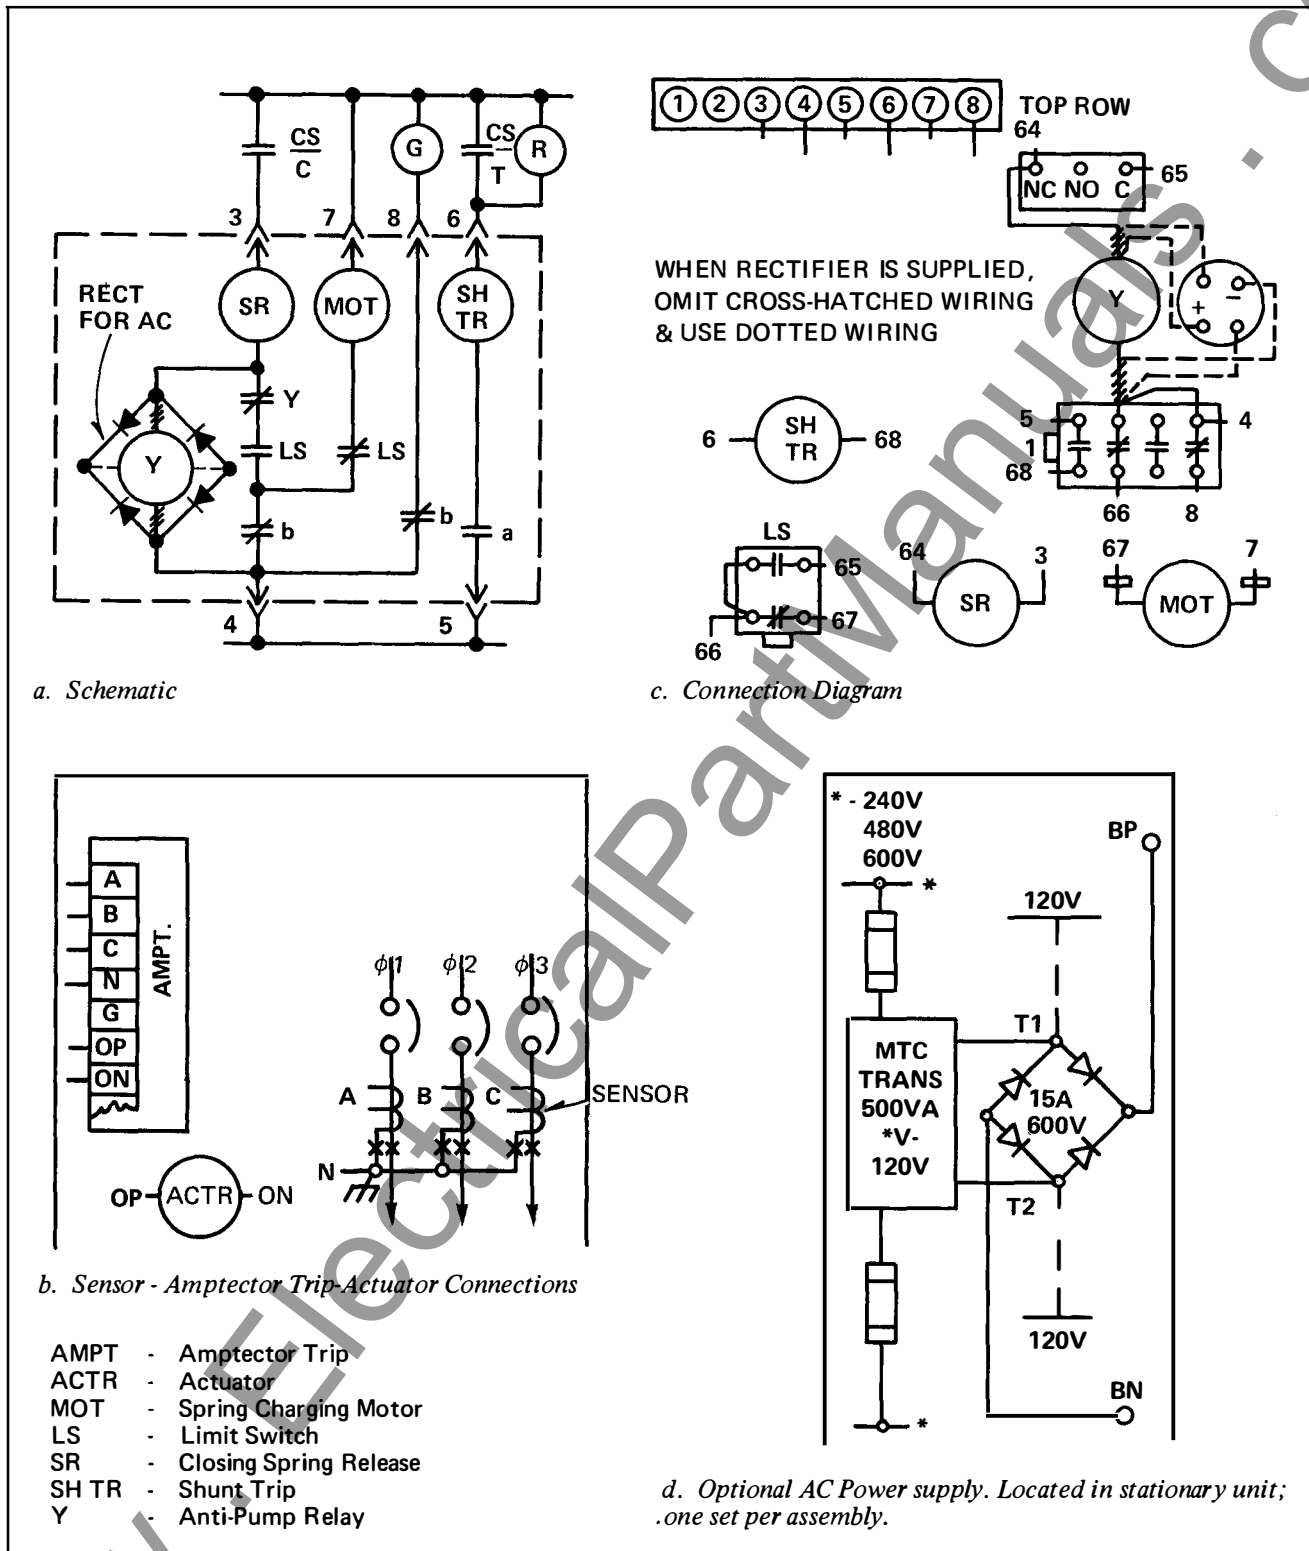 CS
C
G
CS
T
R
3
7
8
6
RECT
FOR AC
SR
MOT
SH
TR
Y
Y
LS
LS
b
b
a
4
5
a. Schematic
1 2 3 4 5 6 7 8
TOP ROW
64
NC NO C
65
WHEN RECTIFIER IS SUPPLIED,
OMIT CROSS-HATCHED WIRING
& USE DOTTED WIRING
Y
+
-
6
SH
TR
68
5
4
1
68
66
8
LS
65
67
66
64
3
SR
67
7
MOT
c. Connection Diagram
A
B
C
N
G
OP
ON
AMPT.
φ1
φ2
φ3
A
B
C
SENSOR
N
OP
ACTR
ON
b. Sensor - Amptector Trip-Actuator Connections
AMPT - Amptector Trip
ACTR - Actuator
MOT - Spring Charging Motor
LS - Limit Switch
SR - Closing Spring Release
SH TR - Shunt Trip
Y - Anti-Pump Relay
* - 240V
480V
600V
*
BP
120V
T1
MTC
TRANS
500VA
*V-
120V
15A
600V
T2
120V
BN
*
d. Optional AC Power supply. Located in stationary unit;
.one set per assembly.
www.ElectricalPartManuals.com